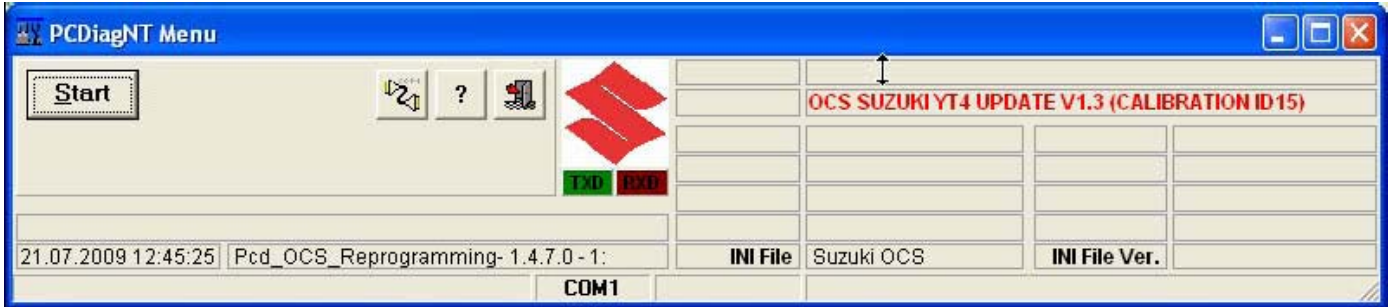 PCDiagNT Menu
Start
?
OCS SUZUKI YT4 UPDATE V1.3 (CALIBRATION ID15)
TXD RXD
21.07.2009 12:45:25 Pcd_OCS_Reprogramming- 1.4.7.0 - 1: INI File Suzuki OCS INI File Ver.
COM1